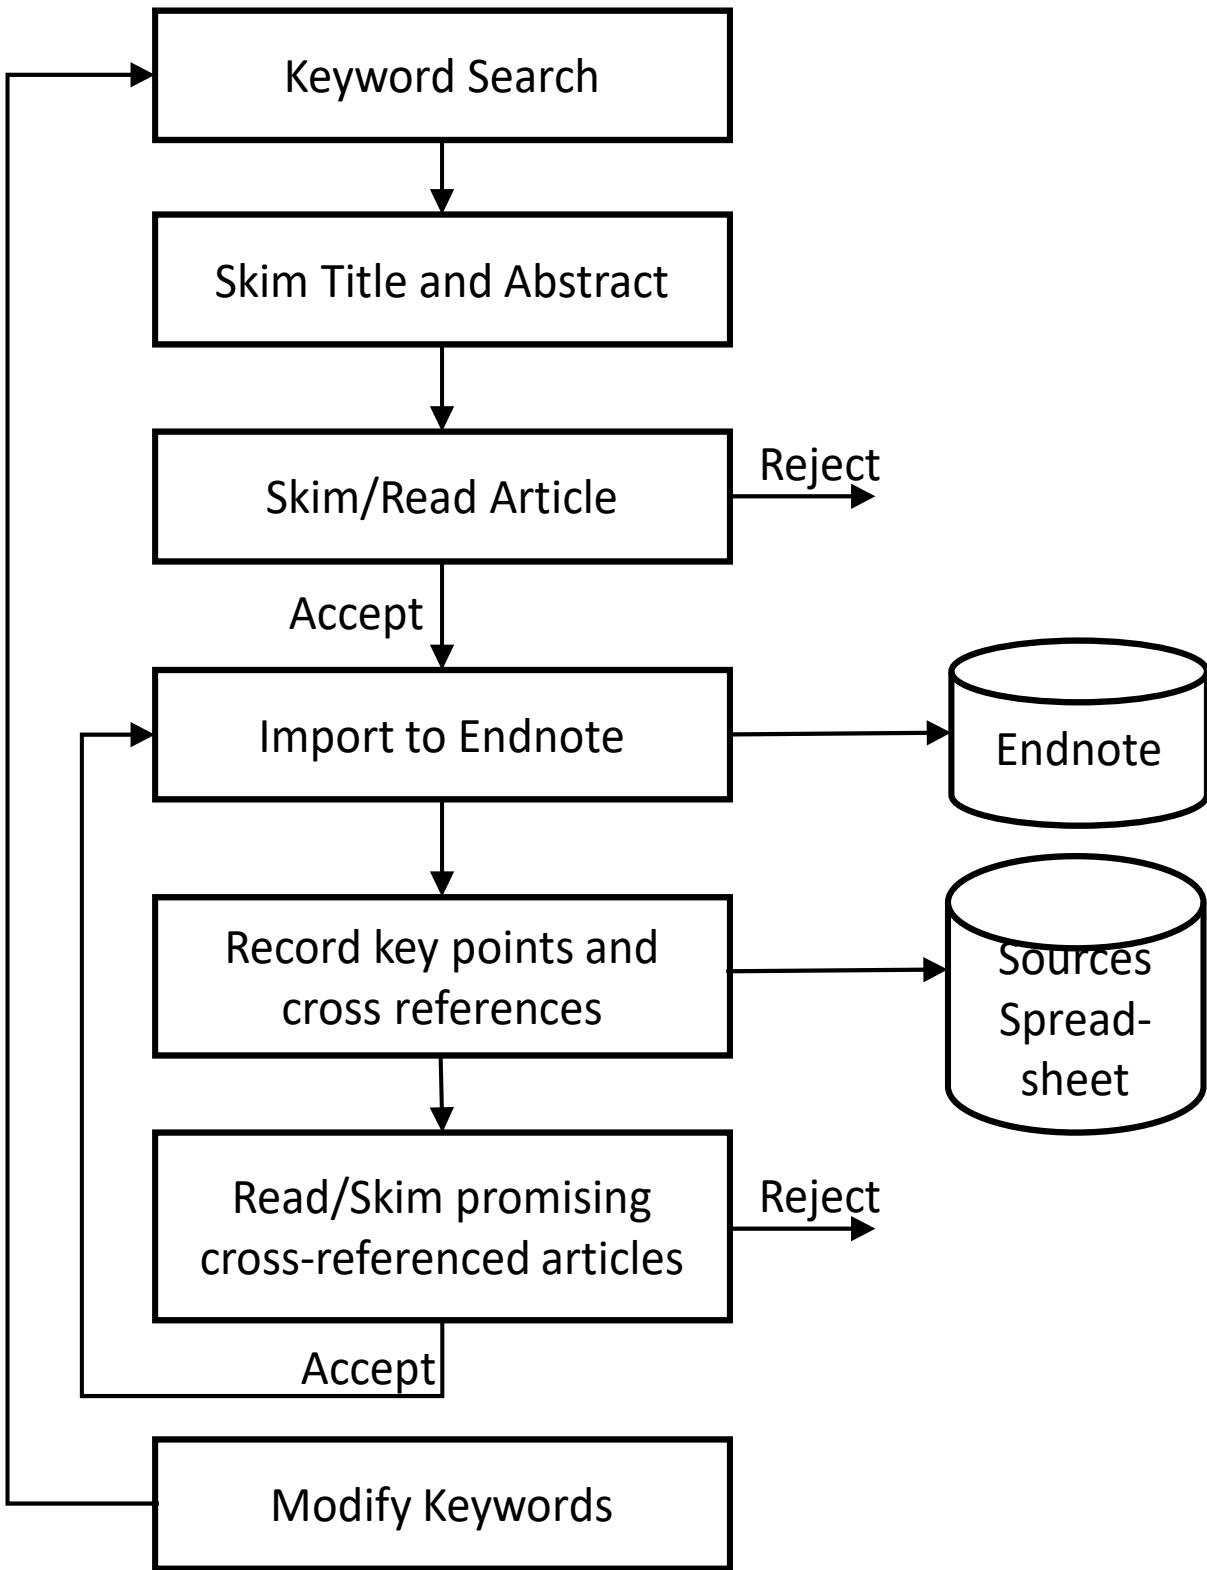 Keyword Search
Skim Title and Abstract
Reject
Skim/Read Article
Accept
Import to Endnote
Endnote
Record key points and
cross references
Sources
Spread-
sheet
Reject
Read/Skim promising
cross-referenced articles
Accept
Modify Keywords